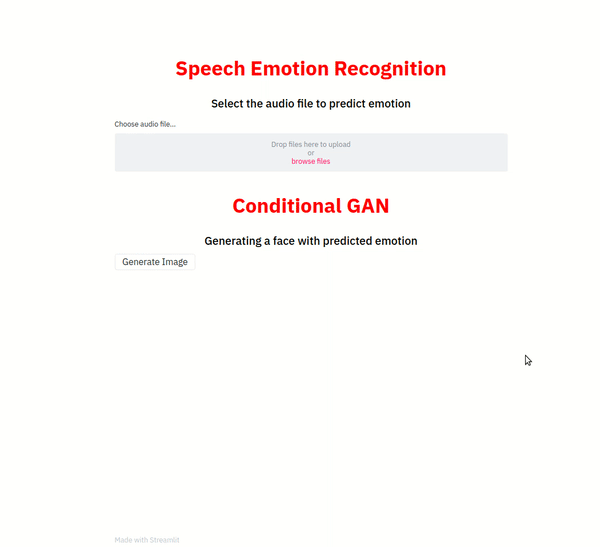 Speech Emotion Recognition
Select the audio file to predict emotion
Choose audio file...
Drop files here to upload
or
browse files
Conditional GAN
Generating a face with predicted emotion
Generate Image
Made with Streamlit